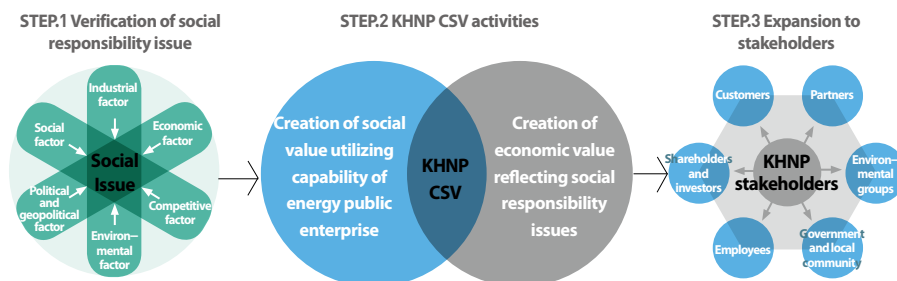 STEP.1 Verification of social
responsibility issue
Industrial
factor
Social
factor
Economic
factor
Social
Issue
Political
and
geopolitical
factor
Competitive
factor
Environ–
mental
factor
STEP.2 KHNP CSV activities
Creation of social
value utilizing
capability of
energy public
enterprise
KHNP
CSV
Creation of
economic value
reflecting social
responsibility
issues
STEP.3 Expansion to
stakeholders
Customers
Partners
Shareholders
and
investors
KHNP
stakeholders
Environ–
mental
groups
Employees
Government
and local
community